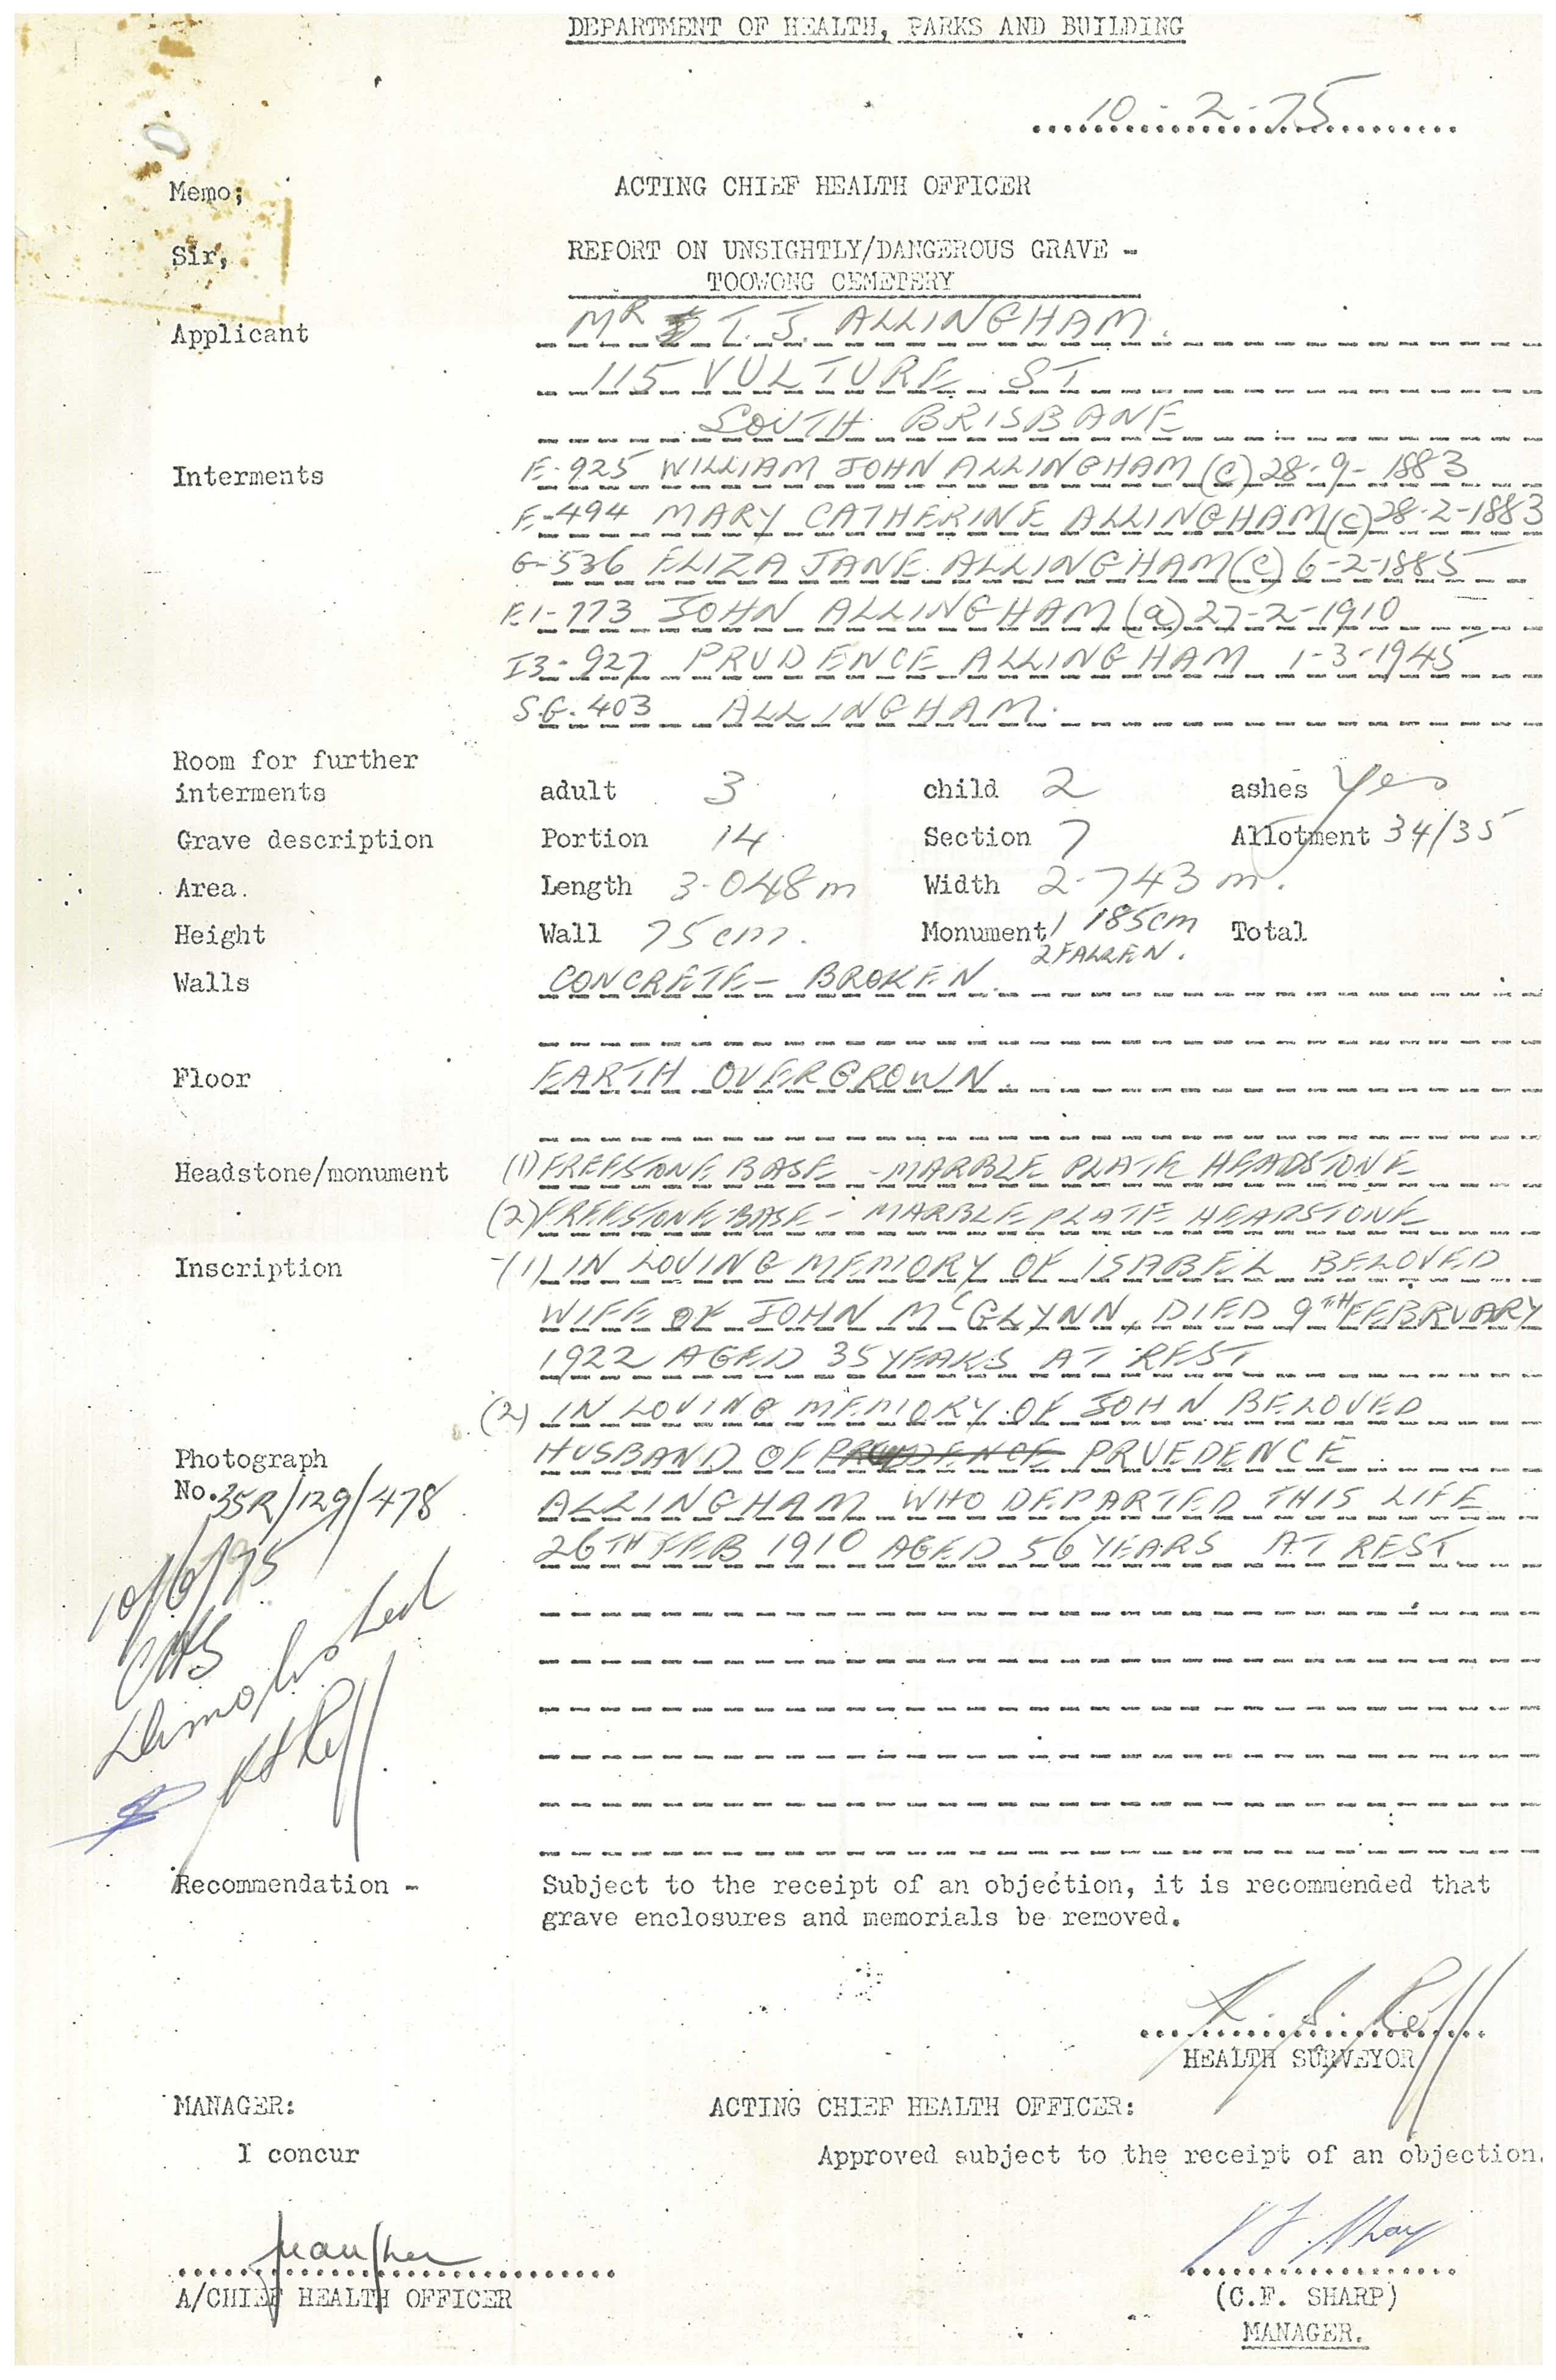 DEPARTMENT OF HEALTH, PARKS AND BUILDING
10-2-75
Memo; ACTING CHIEF HEALTH OFFICER
Sir, REPORT ON UNSIGHTLY/DANGEROUS GRAVE -
TOOWONG CEMETERY
Applicant MR T. J. ALLINGHAM.
115 VULTURE ST
SOUTH BRISBANE
Interments E-925 WILLIAM JOHN ALLINGHAM (c) 28-9-1883
E-494 MARY CATHERINE ALLINGHAM (c) 28-2-1883
G-536 ELIZA JANE ALLINGHAM (c) 6-2-1885
E1-773 JOHN ALLINGHAM (a) 27-2-1910
I3-927 PRUDENCE ALLINGHAM 1-3-1945
S.G. 403 ALLINGHAM.
Room for further
interments adult 3 child 2 ashes Yes
Grave description Portion 14 Section 7 Allotment 34/35
Area. Length 3.048m Width 2.743m.
Height Wall 75cm. Monument 1 185cm Total
2 FALLEN.
Walls CONCRETE - BROKEN.
Floor EARTH OVERGROWN.
Headstone/monument (1) FREESTONE BASE - MARBLE PLATE HEADSTONE
(2) FREESTONE BASE - MARBLE PLATE HEADSTONE
Inscription -(1) IN LOVING MEMORY OF ISABEL BELOVED
WIFE OF JOHN McGLYNN, DIED 9TH FEBRUARY
1922 AGED 35 YEARS AT REST
(2) IN LOVING MEMORY OF JOHN BELOVED
Photograph HUSBAND OF PRUDENCE PRUEDENCE
No. 35R/129/478 ALLINGHAM WHO DEPARTED THIS LIFE
26TH FEB 1910 AGED 56 YEARS AT REST
10/6/75
Demolished
Recommendation - Subject to the receipt of an objection, it is recommended that
grave enclosures and memorials be removed.
HEALTH SURVEYOR
MANAGER: ACTING CHIEF HEALTH OFFICER:
I concur Approved subject to the receipt of an objection.
A/CHIEF HEALTH OFFICER (C.F. SHARP)
MANAGER.